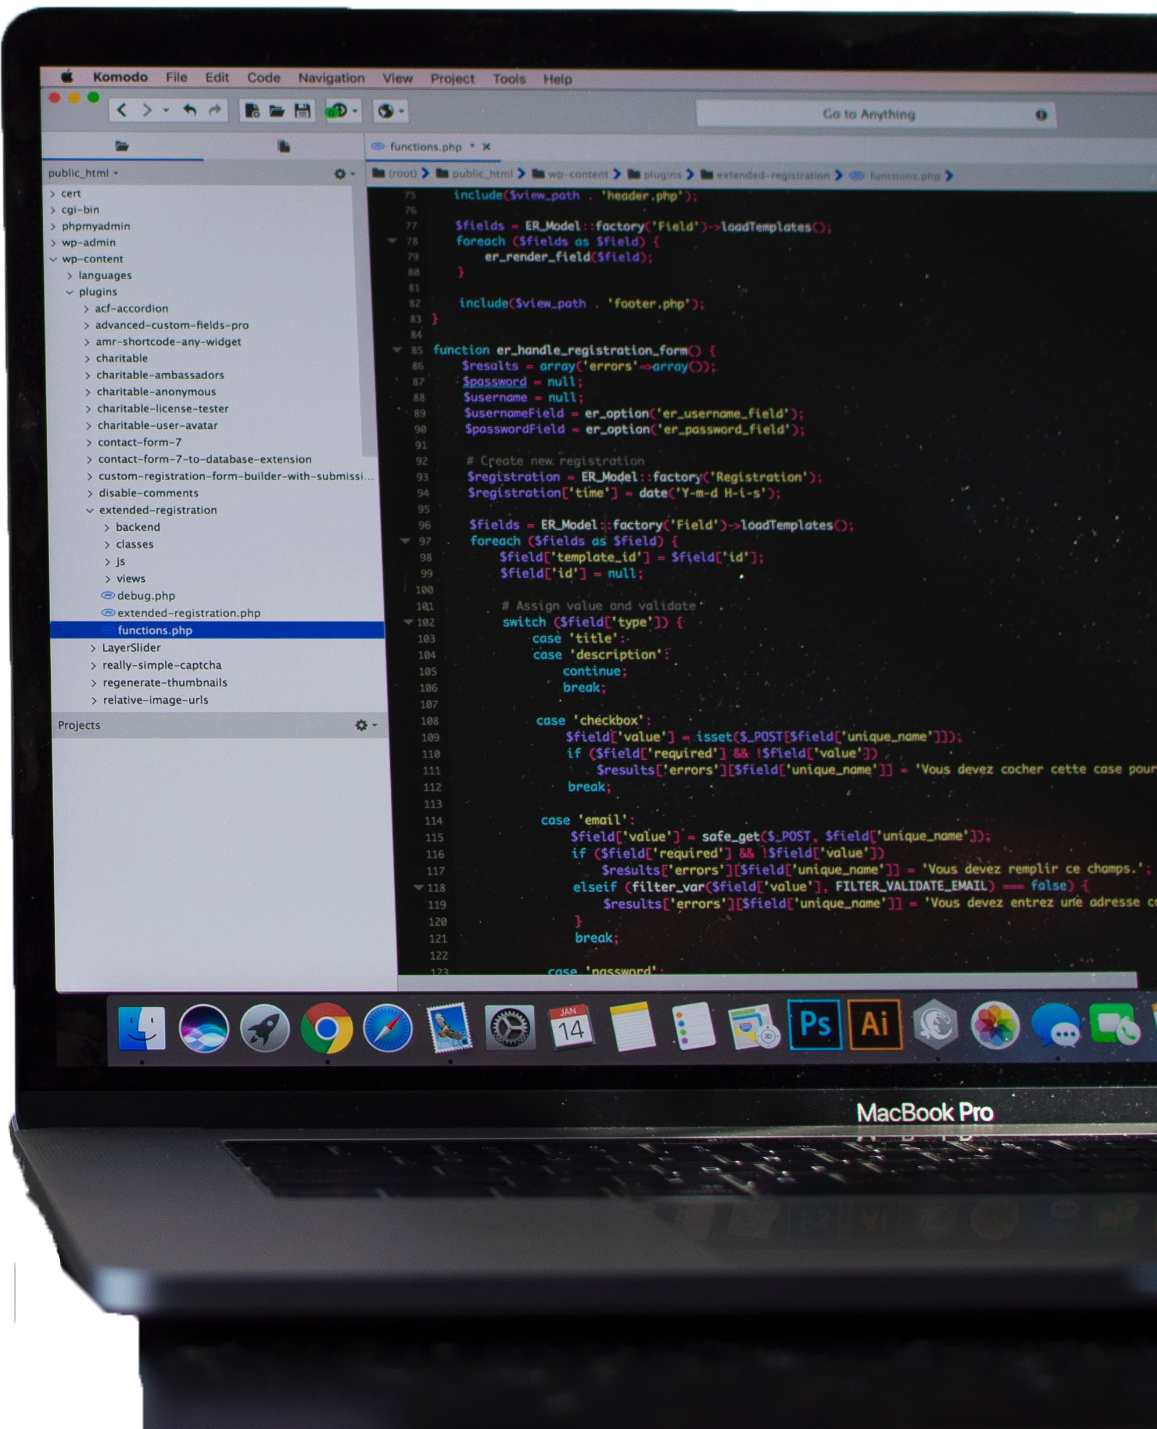 Komodo File Edit Code Navigation View Project Tools Help
Go to Anything
functions.php
public_html
(root) public_html wp-content plugins extended-registration functions.php
cert
cgi-bin
phpmyadmin
wp-admin
wp-content
languages
plugins
acf-accordion
advanced-custom-fields-pro
amr-shortcode-any-widget
charitable
charitable-ambassadors
charitable-anonymous
charitable-license-tester
charitable-user-avatar
contact-form-7
contact-form-7-to-database-extension
custom-registration-form-builder-with-submissi...
disable-comments
extended-registration
backend
classes
js
views
debug.php
extended-registration.php
functions.php
LayerSlider
really-simple-captcha
regenerate-thumbnails
relative-image-urls
Projects
75 include($view_path . 'header.php');
76
77 $fields = ER_Model::factory('Field')->loadTemplates();
78 foreach ($fields as $field) {
79 er_render_field($field);
80 }
81
82 include($view_path . 'footer.php');
83 }
84
85 function er_handle_registration_form() {
86 $results = array('errors'=>array());
87 $password = null;
88 $username = null;
89 $usernameField = er_option('er_username_field');
90 $passwordField = er_option('er_password_field');
91
92 # Create new registration
93 $registration = ER_Model::factory('Registration');
94 $registration['time'] = date('Y-m-d H-i-s');
95
96 $fields = ER_Model::factory('Field')->loadTemplates();
97 foreach ($fields as $field) {
98 $field['template_id'] = $field['id'];
99 $field['id'] = null;
100
101 # Assign value and validate
102 switch ($field['type']) {
103 case 'title':
104 case 'description':
105 continue;
106 break;
107
108 case 'checkbox':
109 $field['value'] = isset($_POST[$field['unique_name']]);
110 if ($field['required'] && !$field['value'])
111 $results['errors'][$field['unique_name']] = 'Vous devez cocher cette case pour
112 break;
113
114 case 'email':
115 $field['value'] = safe_get($_POST, $field['unique_name']);
116 if ($field['required'] && !$field['value'])
117 $results['errors'][$field['unique_name']] = 'Vous devez remplir ce champs.';
118 elseif (filter_var($field['value'], FILTER_VALIDATE_EMAIL) === false) {
119 $results['errors'][$field['unique_name']] = 'Vous devez entrez une adresse
120 }
121 break;
122
123 case 'password':
JAN
14
3D
Ps
Ai
MacBook Pro